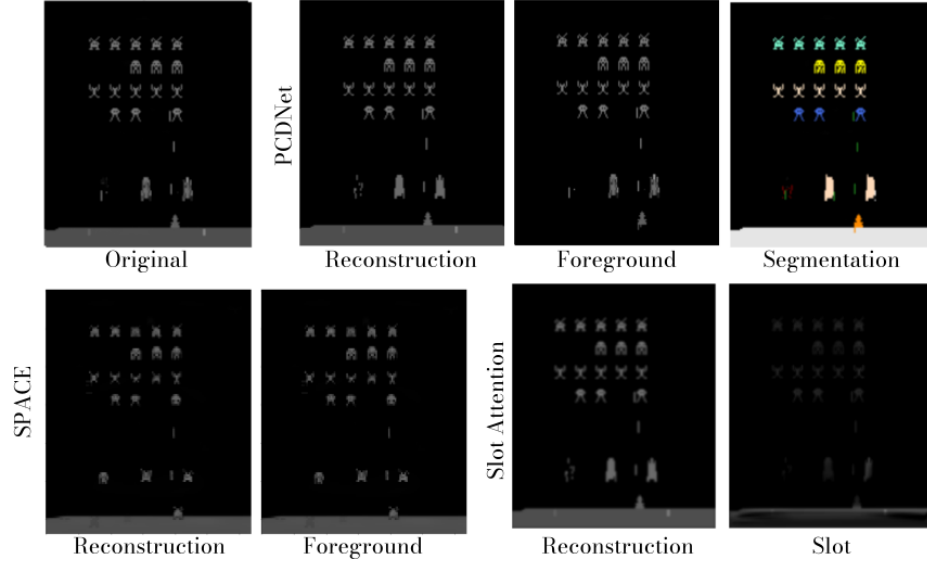 PCDNet
Original
Reconstruction
Foreground
Segmentation
SPACE
Reconstruction
Foreground
Slot Attention
Reconstruction
Slot